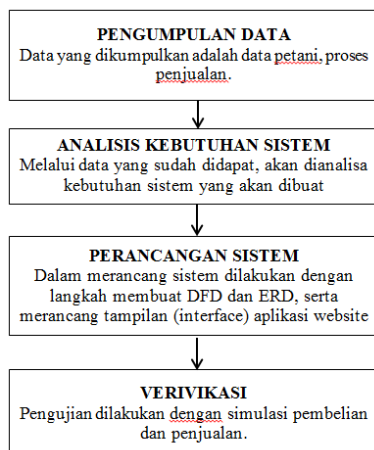 PENGUMPULAN DATA
Data yang dikumpulkan adalah data petani, proses
penjualan.
ANALISIS KEBUTUHAN SISTEM
Melalui data yang sudah didapat, akan dianalisa
kebutuhan sistem yang akan dibuat
PERANCANGAN SISTEM
Dalam merancang sistem dilakukan dengan
langkah membuat DFD dan ERD, serta
merancang tampilan (interface) aplikasi website
VERIVIKASI
Pengujian dilakukan dengan simulasi pembelian
dan penjualan.